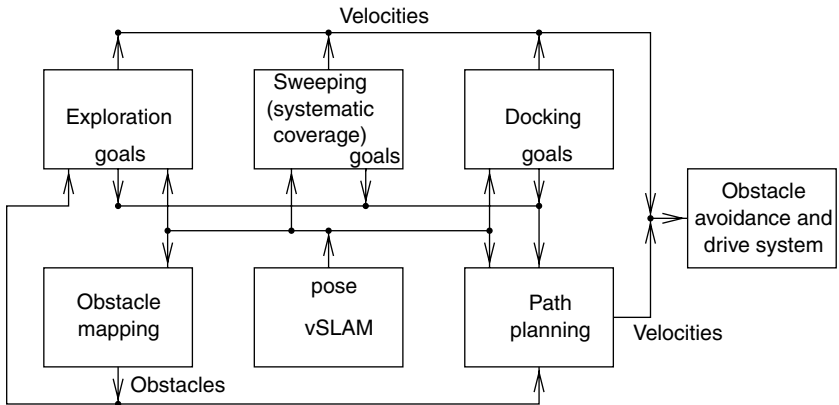 Velocities
Exploration
goals
Sweeping
(systematic
coverage)
goals
Docking
goals
Obstacle
avoidance and
drive system
Obstacle
mapping
pose
vSLAM
Path
planning
Velocities
Obstacles